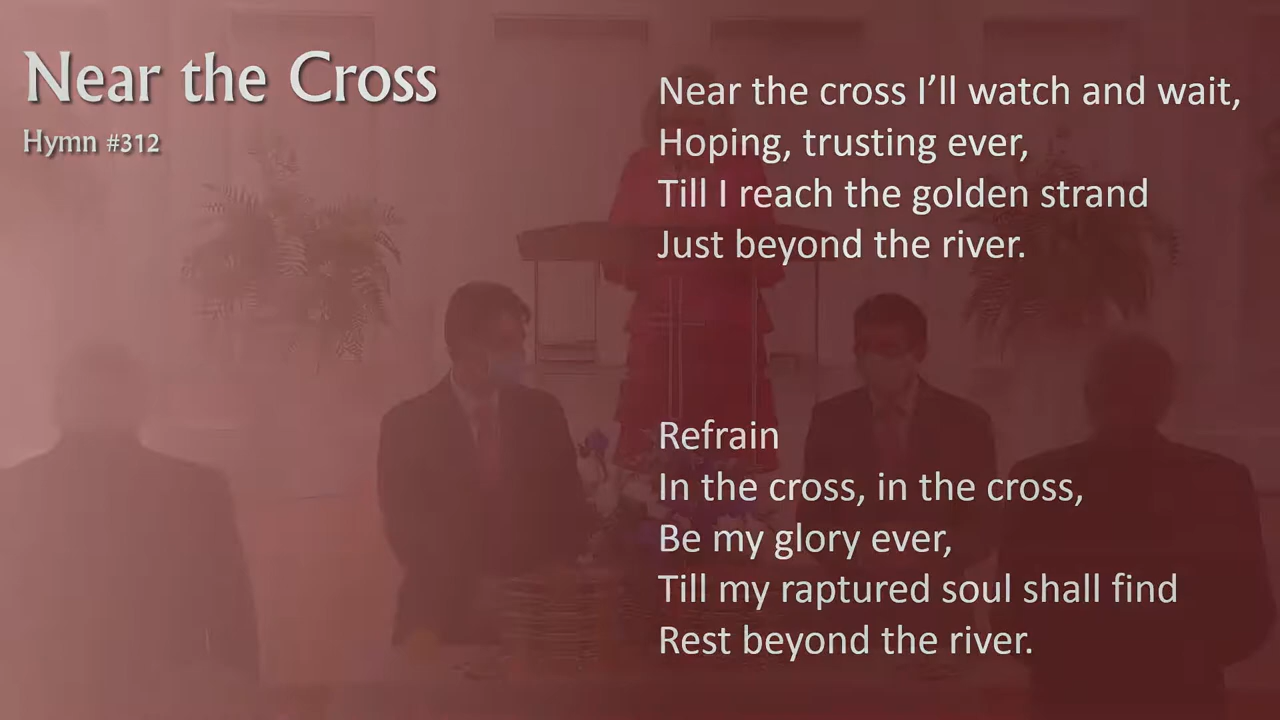 Near the Cross
Hymn #312
Near the cross I’ll watch and wait,
Hoping, trusting ever,
Till I reach the golden strand
Just beyond the river.
Refrain
In the cross, in the cross,
Be my glory ever,
Till my raptured soul shall find
Rest beyond the river.